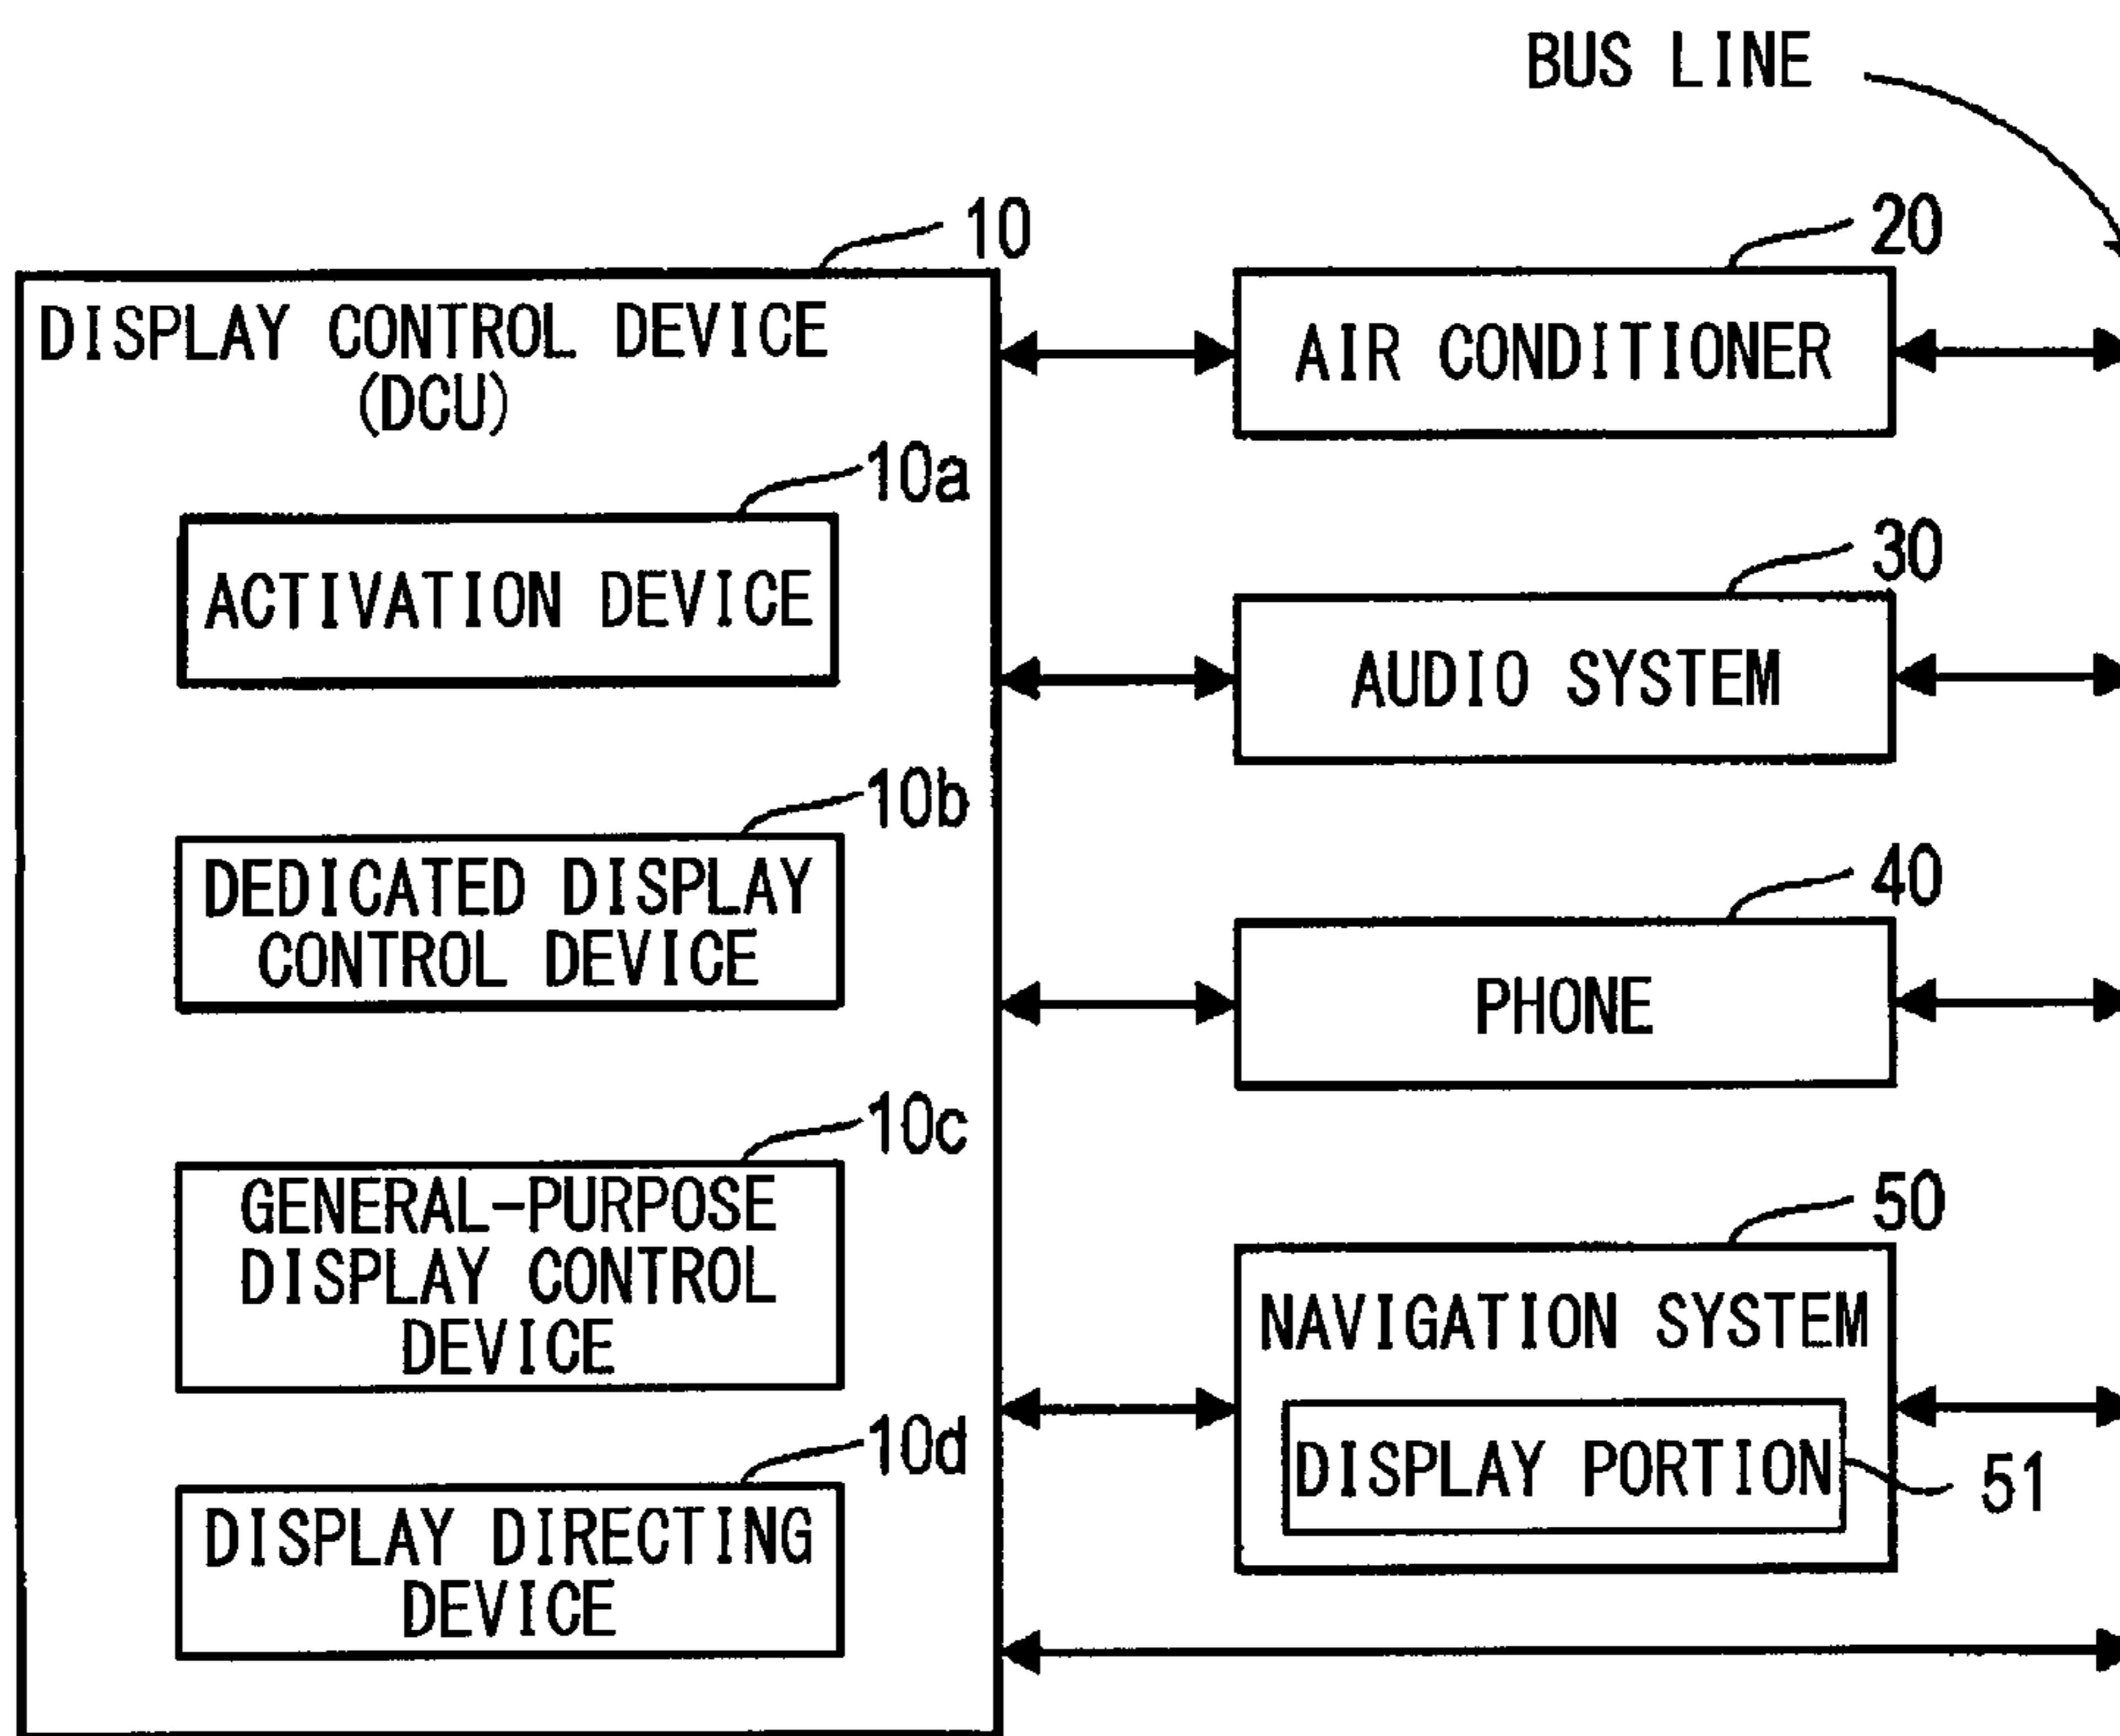 BUS LINE
10
DISPLAY CONTROL DEVICE
(DCU)
10a
ACTIVATION DEVICE
10b
DEDICATED DISPLAY
CONTROL DEVICE
10c
GENERAL-PURPOSE
DISPLAY CONTROL
DEVICE
10d
DISPLAY DIRECTING
DEVICE
20
AIR CONDITIONER
30
AUDIO SYSTEM
40
PHONE
50
NAVIGATION SYSTEM
DISPLAY PORTION
51